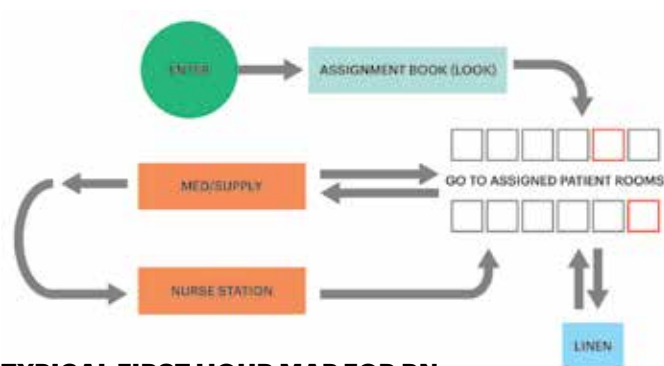 ENTER
ASSIGNMENT BOOK (LOOK)
GO TO ASSIGNED PATIENT ROOMS
MED/SUPPLY
NURSE STATION
LINEN
TYPICAL FIRST HOUR MAP FOR RN